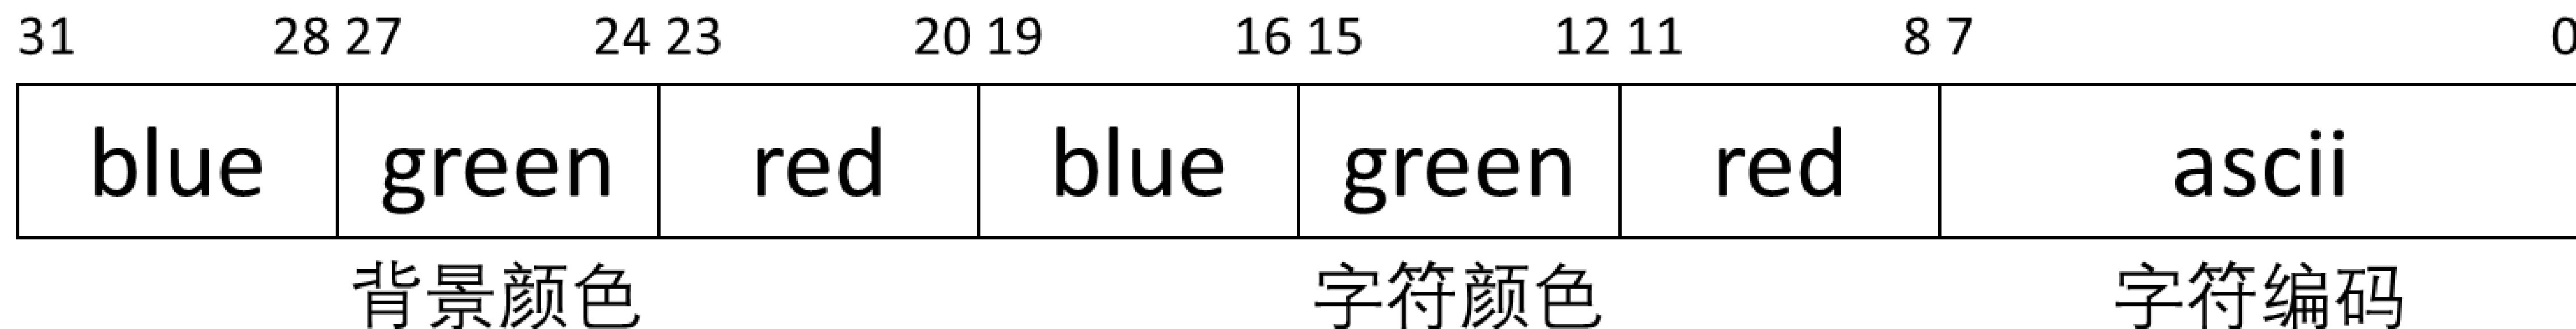 31 28 27 24 23 20 19 16 15 12 11 8 7 0
blue green red blue green red ascii
背景颜色 字符颜色 字符编码